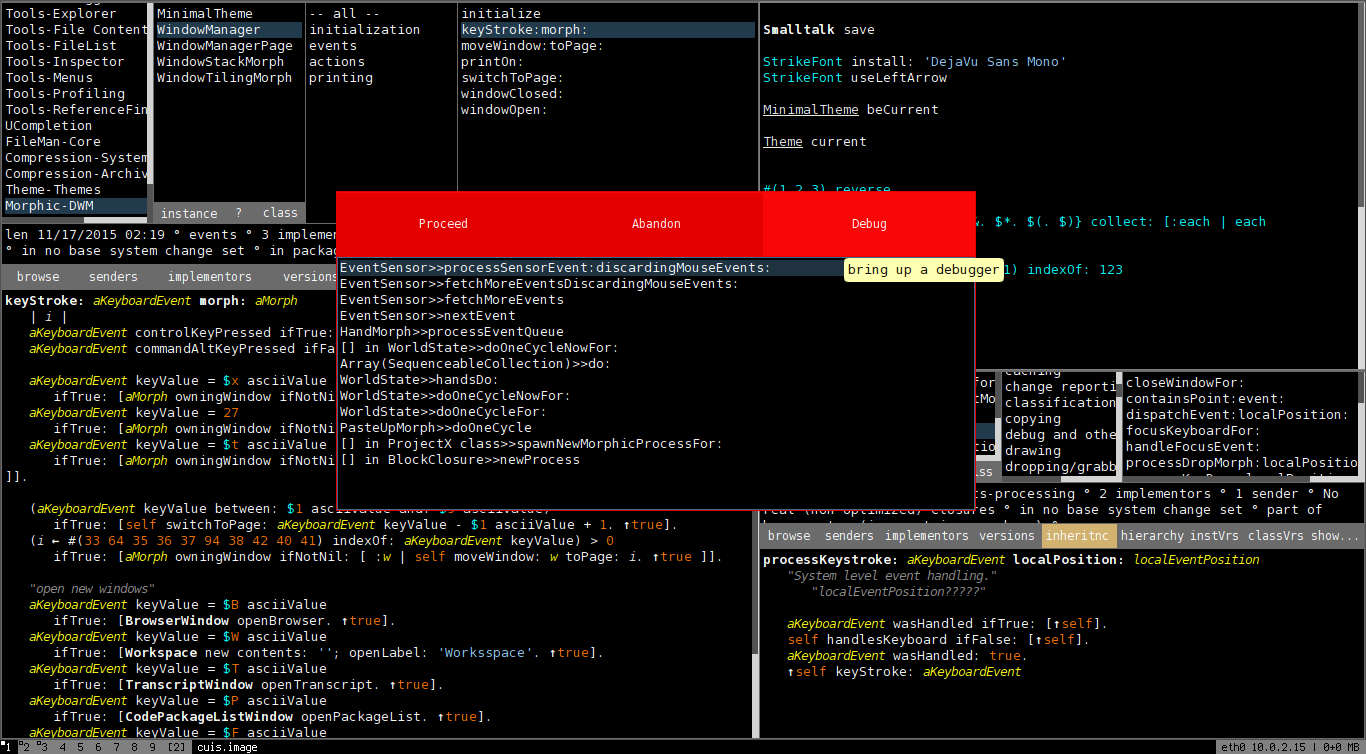 Tools-Explorer
Tools-File Content
Tools-FileList
Tools-Inspector
Tools-Menus
Tools-Profiling
Tools-ReferenceFin
UCompletion
FileMan-Core
Compression-System
Compression-Archiv
Theme-Themes
Morphic-DWM
MinimalTheme
WindowManager
WindowManagerPage
WindowStackMorph
WindowTilingMorph
instance ? class
-- all --
initialization
events
actions
printing
initialize
keyStroke:morph:
moveWindow:toPage:
printOn:
switchToPage:
windowClosed:
windowOpen:
Smalltalk save
StrikeFont install: 'DejaVu Sans Mono'
StrikeFont useLeftArrow
MinimalTheme beCurrent
Theme current
#(1 2 3) reverse
$*. $(. $)} collect: [:each | each
1) indexOf: 123
Proceed Abandon Debug
bring up a debugger
EventSensor>>processSensorEvent:discardingMouseEvents:
EventSensor>>fetchMoreEventsDiscardingMouseEvents:
EventSensor>>fetchMoreEvents
EventSensor>>nextEvent
HandMorph>>processEventQueue
[] in WorldState>>doOneCycleNowFor:
Array(SequenceableCollection)>>do:
WorldState>>handsDo:
WorldState>>doOneCycleNowFor:
WorldState>>doOneCycleFor:
PasteUpMorph>>doOneCycle
[] in ProjectX class>>spawnNewMorphicProcessFor:
[] in BlockClosure>>newProcess
len 11/17/2015 02:19 ° events ° 3 implemen
° in no base system change set ° in packag
browse senders implementors versions
keyStroke: aKeyboardEvent morph: aMorph
| i |
aKeyboardEvent controlKeyPressed ifTrue:
aKeyboardEvent commandAltKeyPressed ifFa
aKeyboardEvent keyValue = $x asciiValue
ifTrue: [aMorph owningWindow ifNotNi
aKeyboardEvent keyValue = 27
ifTrue: [aMorph owningWindow ifNotNi
aKeyboardEvent keyValue = $t asciiValue
ifTrue: [aMorph owningWindow ifNotNil
]].
(aKeyboardEvent keyValue between: $1 asciiValue and: $9 asciiValue)
ifTrue: [self switchToPage: aKeyboardEvent keyValue - $1 asciiValue + 1. ↑true].
(i ← #(33 64 35 36 37 94 38 42 40 41) indexOf: aKeyboardEvent keyValue) > 0
ifTrue: [aMorph owningWindow ifNotNil: [ :w | self moveWindow: w toPage: i. ↑true ]].
"open new windows"
aKeyboardEvent keyValue = $B asciiValue
ifTrue: [BrowserWindow openBrowser. ↑true].
aKeyboardEvent keyValue = $W asciiValue
ifTrue: [Workspace new contents: ''; openLabel: 'Worksspace'. ↑true].
aKeyboardEvent keyValue = $T asciiValue
ifTrue: [TranscriptWindow openTranscript. ↑true].
aKeyboardEvent keyValue = $P asciiValue
ifTrue: [CodePackageListWindow openPackageList. ↑true].
aKeyboardEvent keyValue = $F asciiValue
change reporti
classification
copying
debug and othe
drawing
dropping/grabb
closeWindowFor:
containsPoint:event:
dispatchEvent:localPosition:
focusKeyboardFor:
handleFocusEvent:
processDropMorph:localPositio
ts-processing ° 2 implementors ° 1 sender ° No
real (non optimized) closures ° in no base system change set ° part of
browse senders implementors versions inheritnc hierarchy instVrs classVrs show...
processKeystroke: aKeyboardEvent localPosition: localEventPosition
"System level event handling."
"localEventPosition?????"
aKeyboardEvent wasHandled ifTrue: [↑self].
self handlesKeyboard ifFalse: [↑self].
aKeyboardEvent wasHandled: true.
↑self keyStroke: aKeyboardEvent
1 2 3 4 5 6 7 8 9 [2] cuis.image
eth0 10.0.2.15 | 0+0 MB